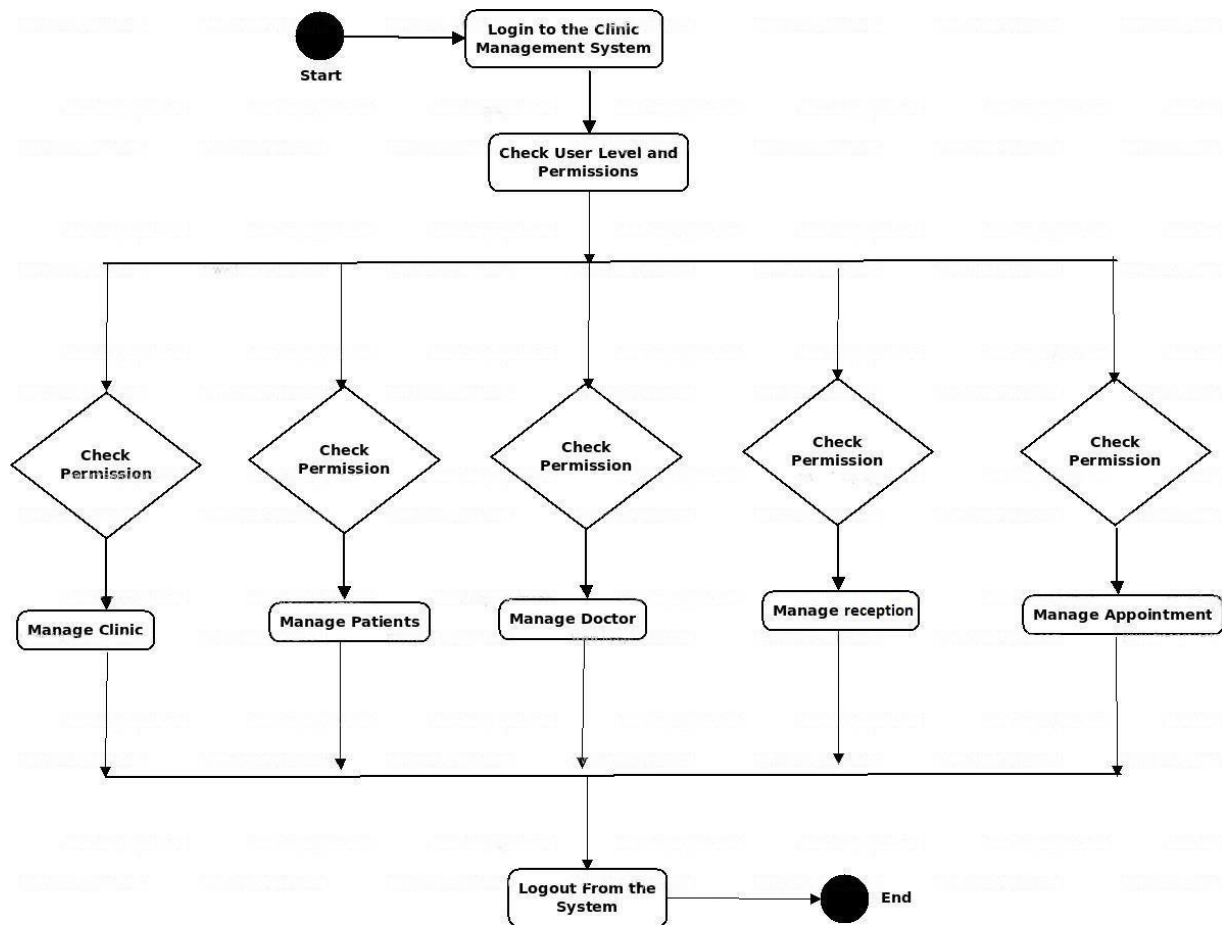 Login to the Clinic
Management System
Start
Check User Level and
Permissions
Check
Permission
Check
Permission
Check
Permission
Check
Permission
Check
Permission
Manage Clinic
Manage Patients
Manage Doctor
Manage reception
Manage Appointment
Logout From the
System
End